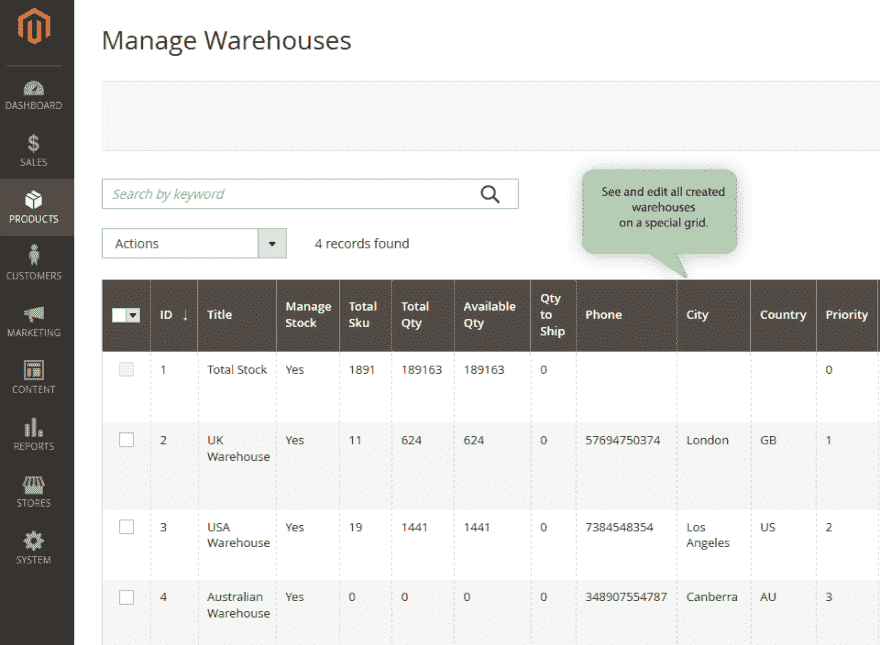 Manage Warehouses
DASHBOARD
SALES
PRODUCTS
CUSTOMERS
MARKETING
CONTENT
REPORTS
STORES
SYSTEM
Search by keyword
Actions
4 records found
See and edit all created
warehouses
on a special grid.
ID ↓ Title Manage Stock Total Sku Total Qty Available Qty Qty to Ship Phone City Country Priority
1 Total Stock Yes 1891 189163 189163 0 0
2 UK Warehouse Yes 11 624 624 0 57694750374 London GB 1
3 USA Warehouse Yes 19 1441 1441 0 7384548354 Los Angeles US 2
4 Australian Warehouse Yes 0 0 0 0 348907554787 Canberra AU 3